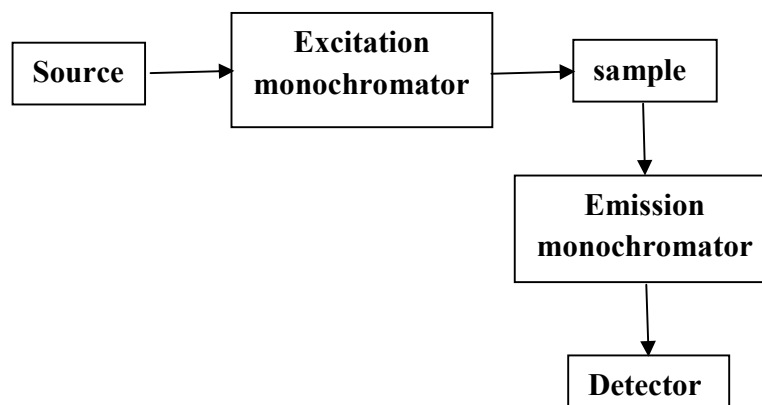 Source
Excitation
monochromator
sample
Emission
monochromator
Detector